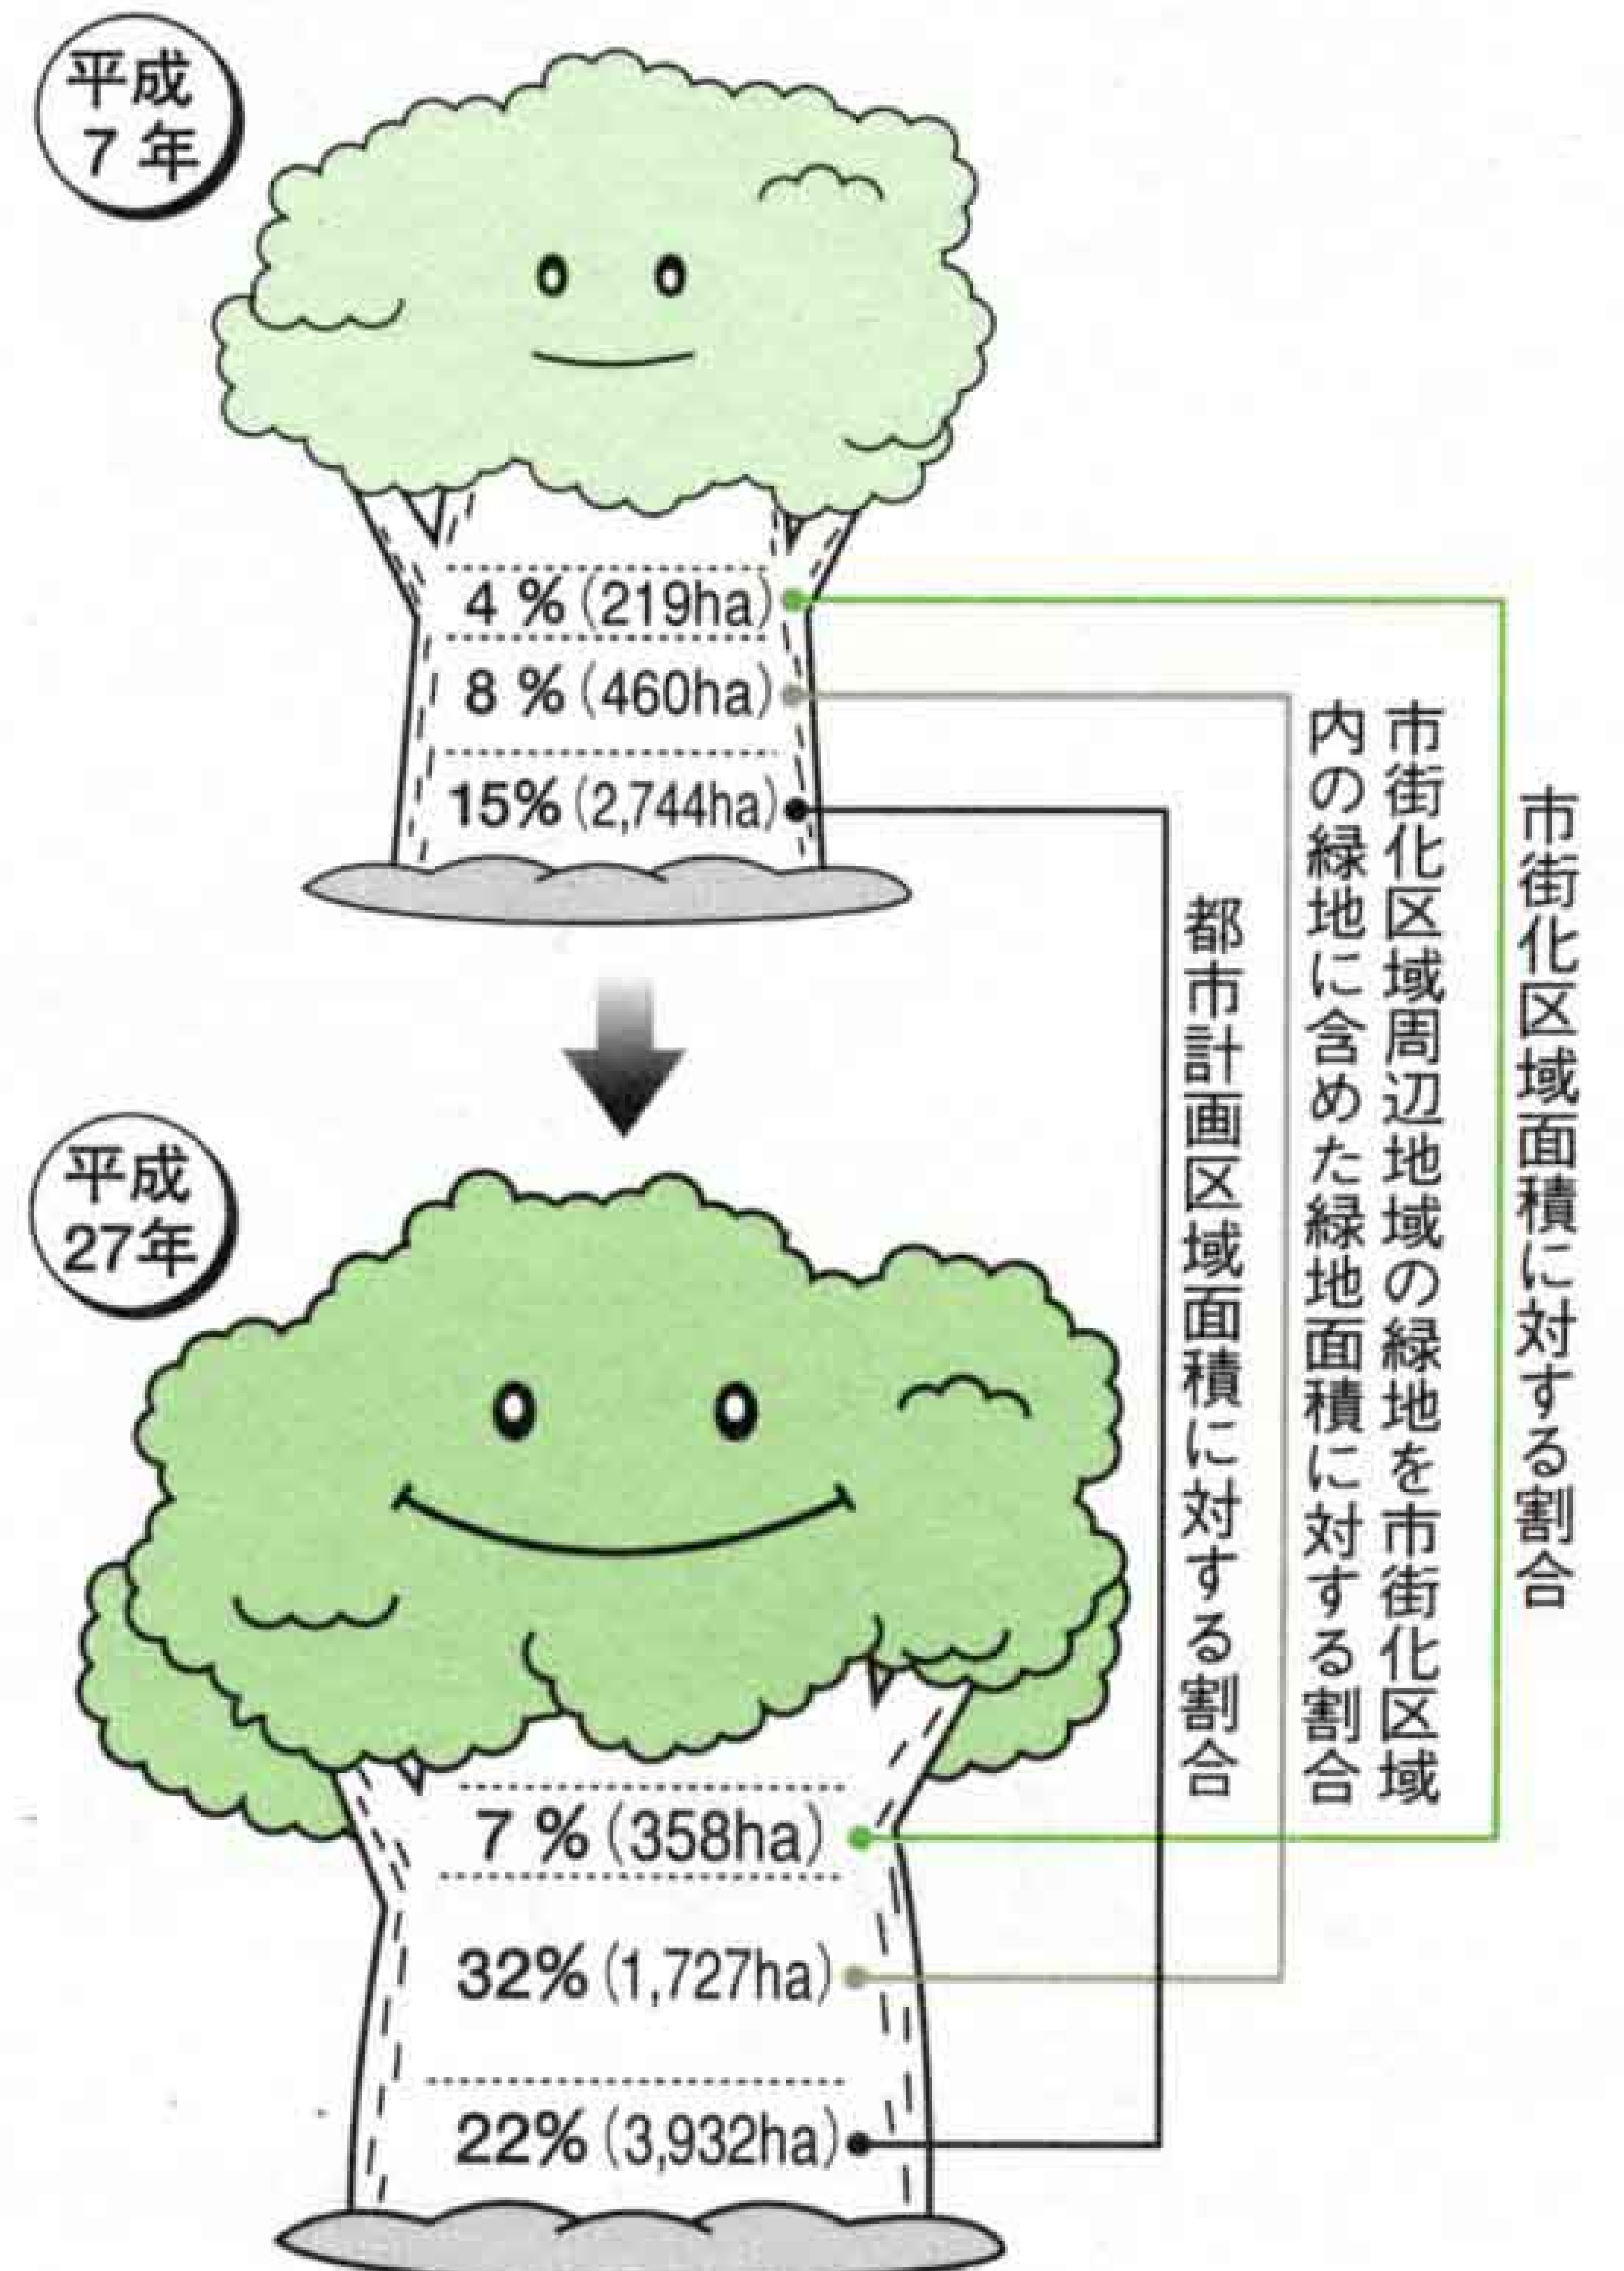 平成
7年
4%(219ha)
8%(460ha)
15%(2,744ha)
市街化区域面積に対する割合
市街化区域周辺地域の緑地を市街化区域
内の緑地に含めた緑地面積に対する割合
都市計画区域面積に対する割合
平成
27年
7%(358ha)
32%(1,727ha)
22%(3,932ha)